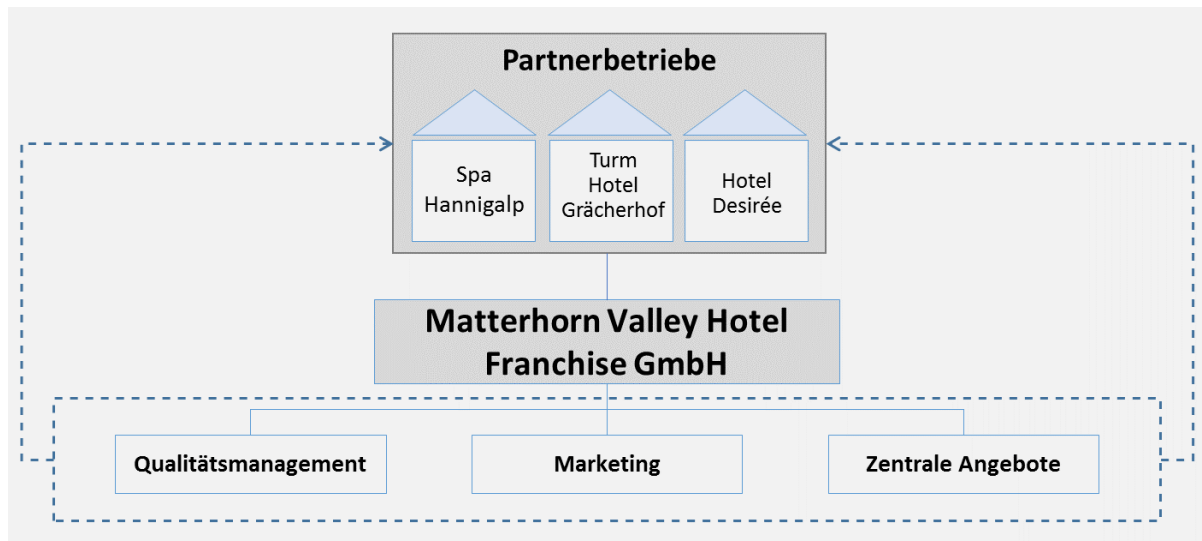 Partnerbetriebe
Spa
Hannigalp
Turm
Hotel
Grächerhof
Hotel
Desirée
Matterhorn Valley Hotel
Franchise GmbH
Qualitätsmanagement
Marketing
Zentrale Angebote